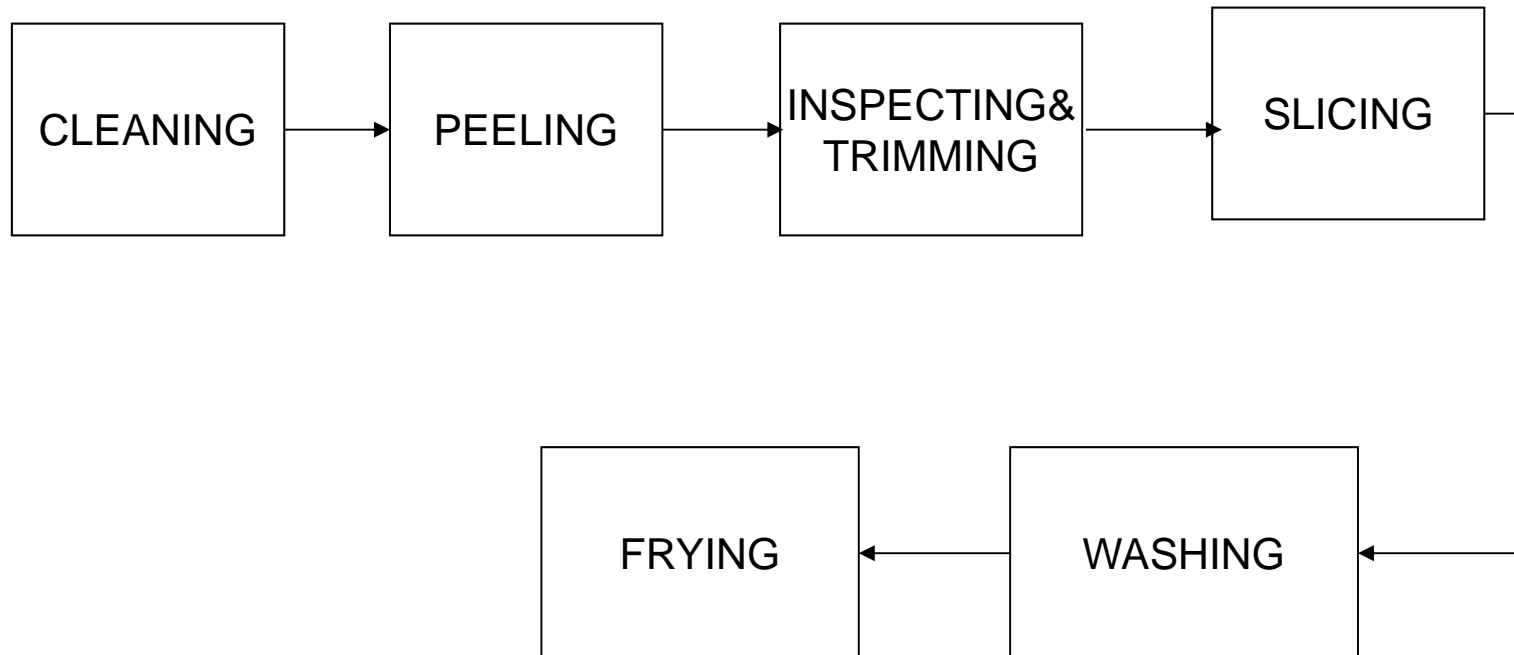 CLEANING
PEELING
INSPECTING&
TRIMMING
SLICING
WASHING
FRYING